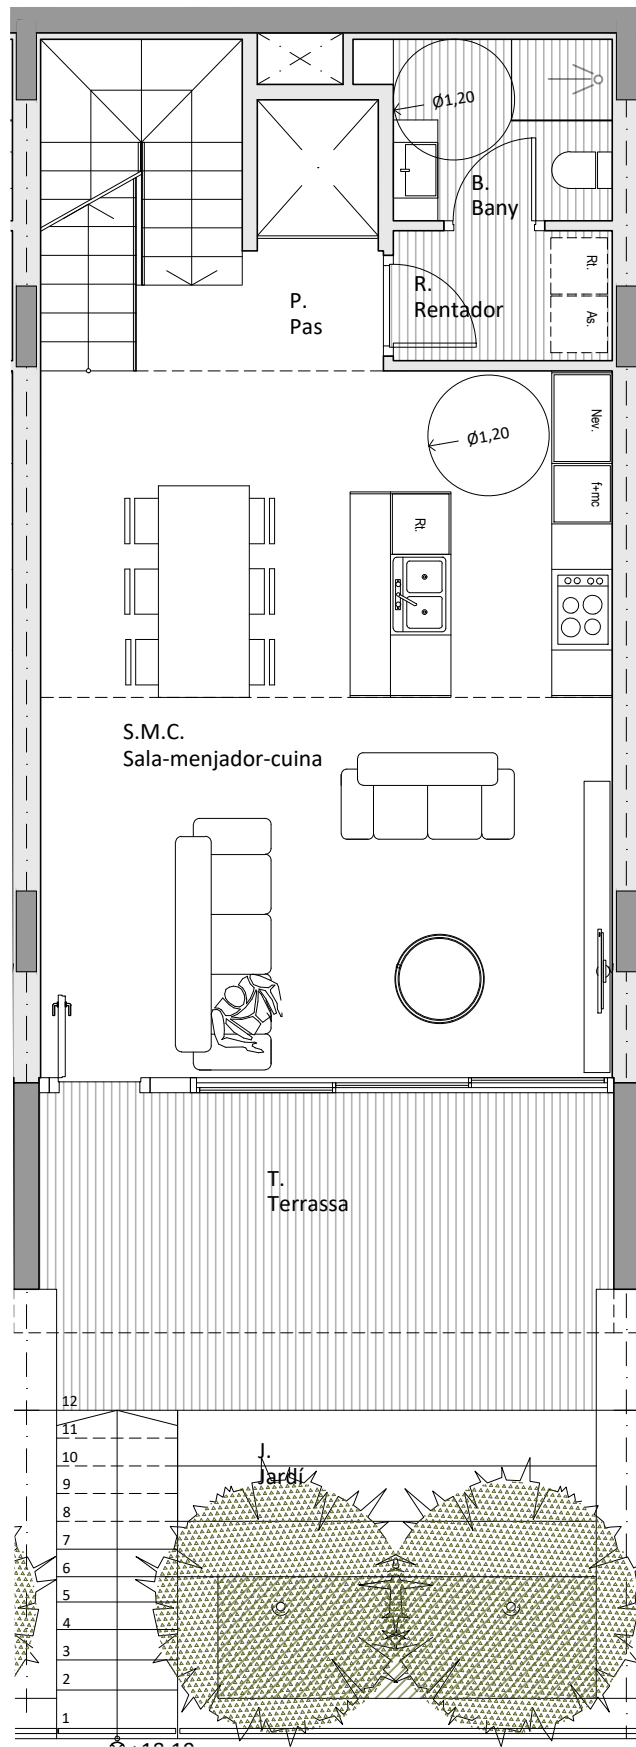 Ø1,20
B.
Bany
Rt.
R.
Rentador
As.
P.
Pas
Nev.
Ø1,20
f+mc
Rt.
S.M.C.
Sala-menjador-cuina
T.
Terrassa
12
11
J.
Jardí
10
9
8
7
6
5
4
3
2
1